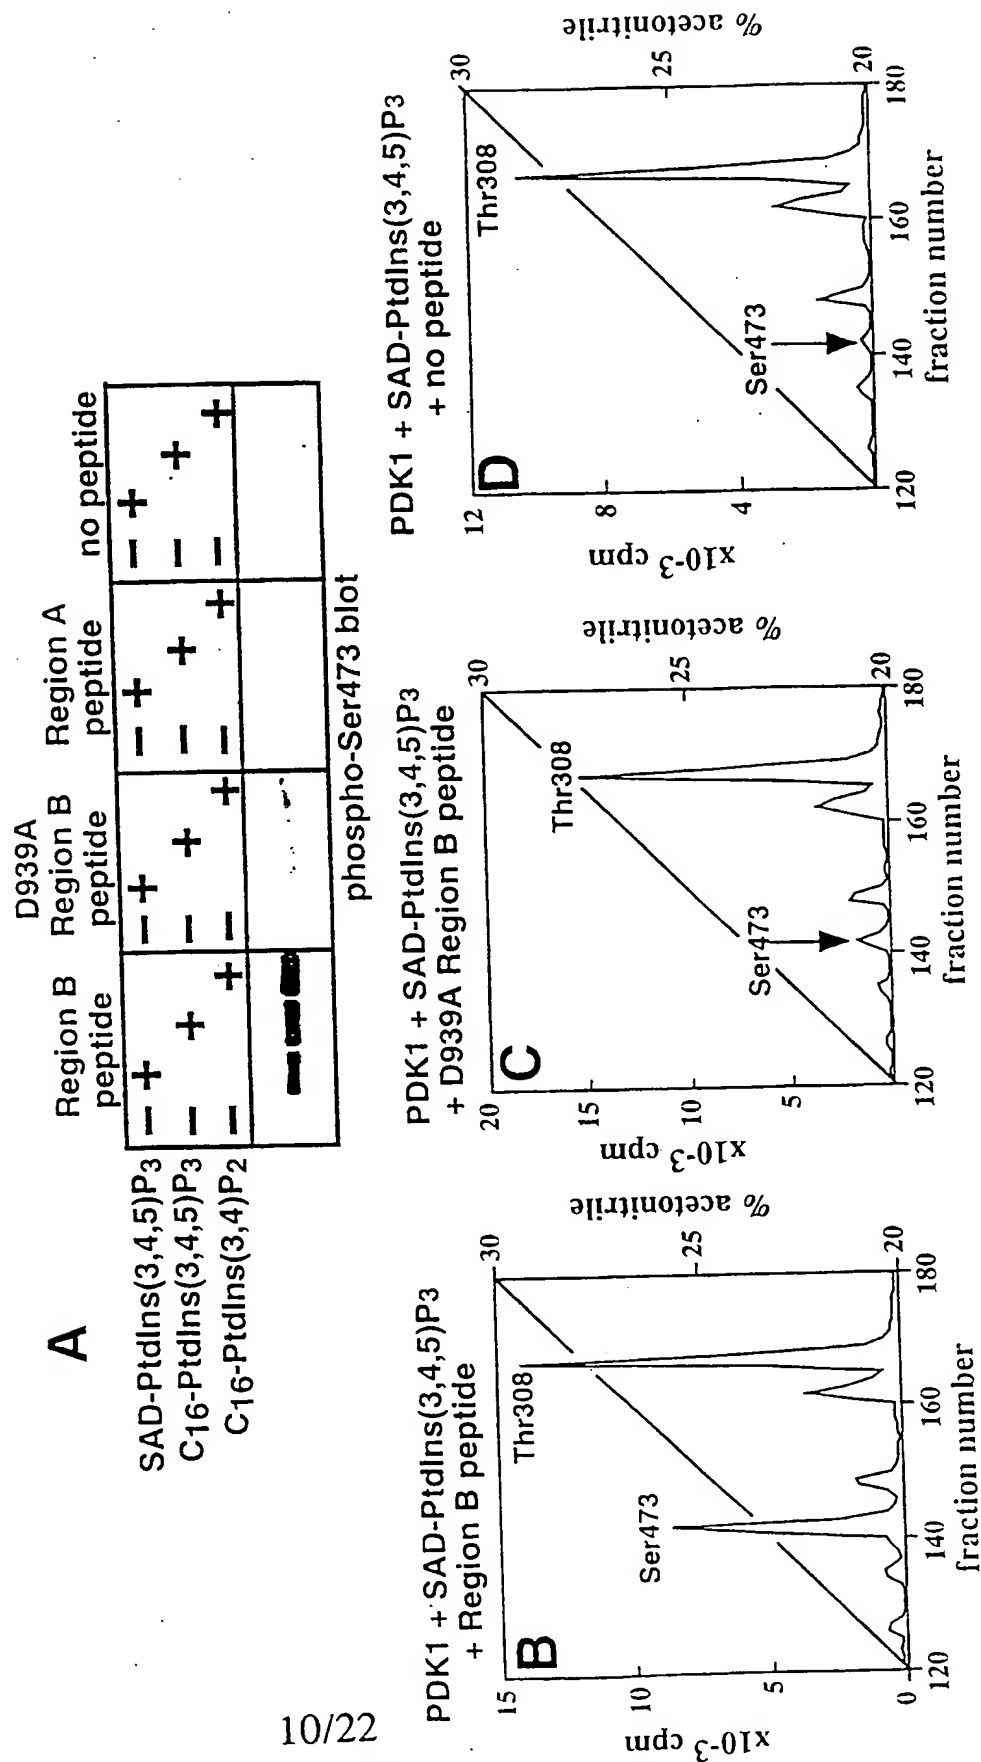 A
Region B peptide
D939A Region B peptide
Region A peptide
no peptide
SAD-PtdIns(3,4,5)P3 − + − + − + − +
C16-PtdIns(3,4,5)P3 − + − + − + − +
C16-PtdIns(3,4)P2 − + − + − + − +
phospho-Ser473 blot
PDK1 + SAD-PtdIns(3,4,5)P3
+ Region B peptide
B
15
10
5
0
x10-3 cpm
Ser473
Thr308
30
25
20
% acetonitrile
120 140 160 180
fraction number
PDK1 + SAD-PtdIns(3,4,5)P3
+ D939A Region B peptide
C
20
15
10
5
x10-3 cpm
Ser473
Thr308
30
25
20
% acetonitrile
120 140 160 180
fraction number
PDK1 + SAD-PtdIns(3,4,5)P3
+ no peptide
D
12
8
4
x10-3 cpm
Ser473
Thr308
30
25
20
% acetonitrile
120 140 160 180
fraction number
10/22